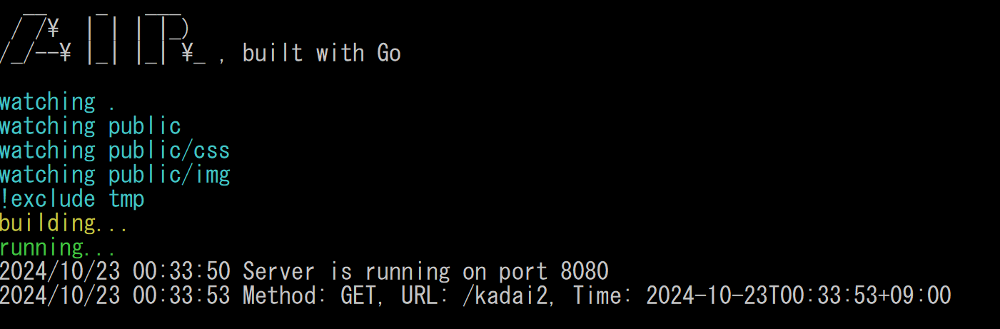 __    _   ___
 / /¥  | | | |_)
/_/--¥ |_| |_| ¥_ , built with Go
watching .
watching public
watching public/css
watching public/img
!exclude tmp
building...
running...
2024/10/23 00:33:50 Server is running on port 8080
2024/10/23 00:33:53 Method: GET, URL: /kadai2, Time: 2024-10-23T00:33:53+09:00